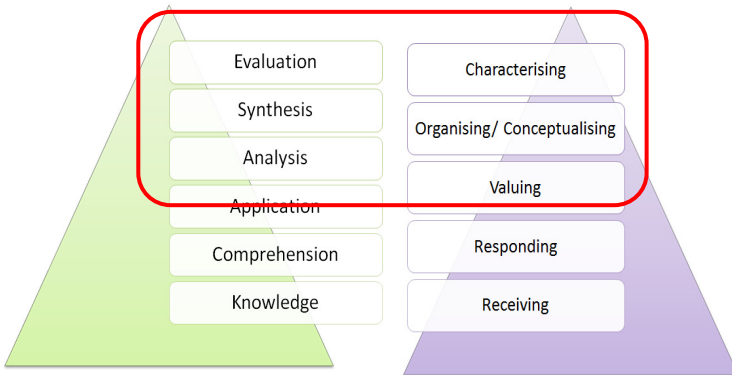 Evaluation
Synthesis
Analysis
Application
Comprehension
Knowledge
Characterising
Organising/ Conceptualising
Valuing
Responding
Receiving